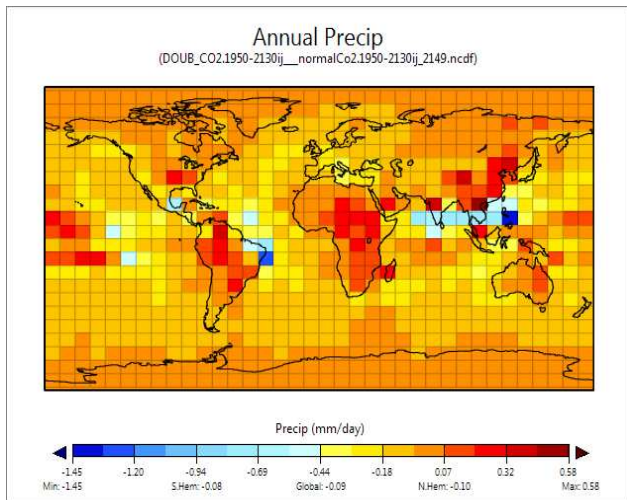 Annual Precip
(DOUB_CO2.1950-2130ij__normalCo2.1950-2130ij_2149.ncdf)
Precip (mm/day)
-1.45 -1.20 -0.94 -0.69 -0.44 -0.18 0.07 0.32 0.58
Min: -1.45 S.Hem: -0.08 Global: -0.09 N.Hem: -0.10 Max: 0.58